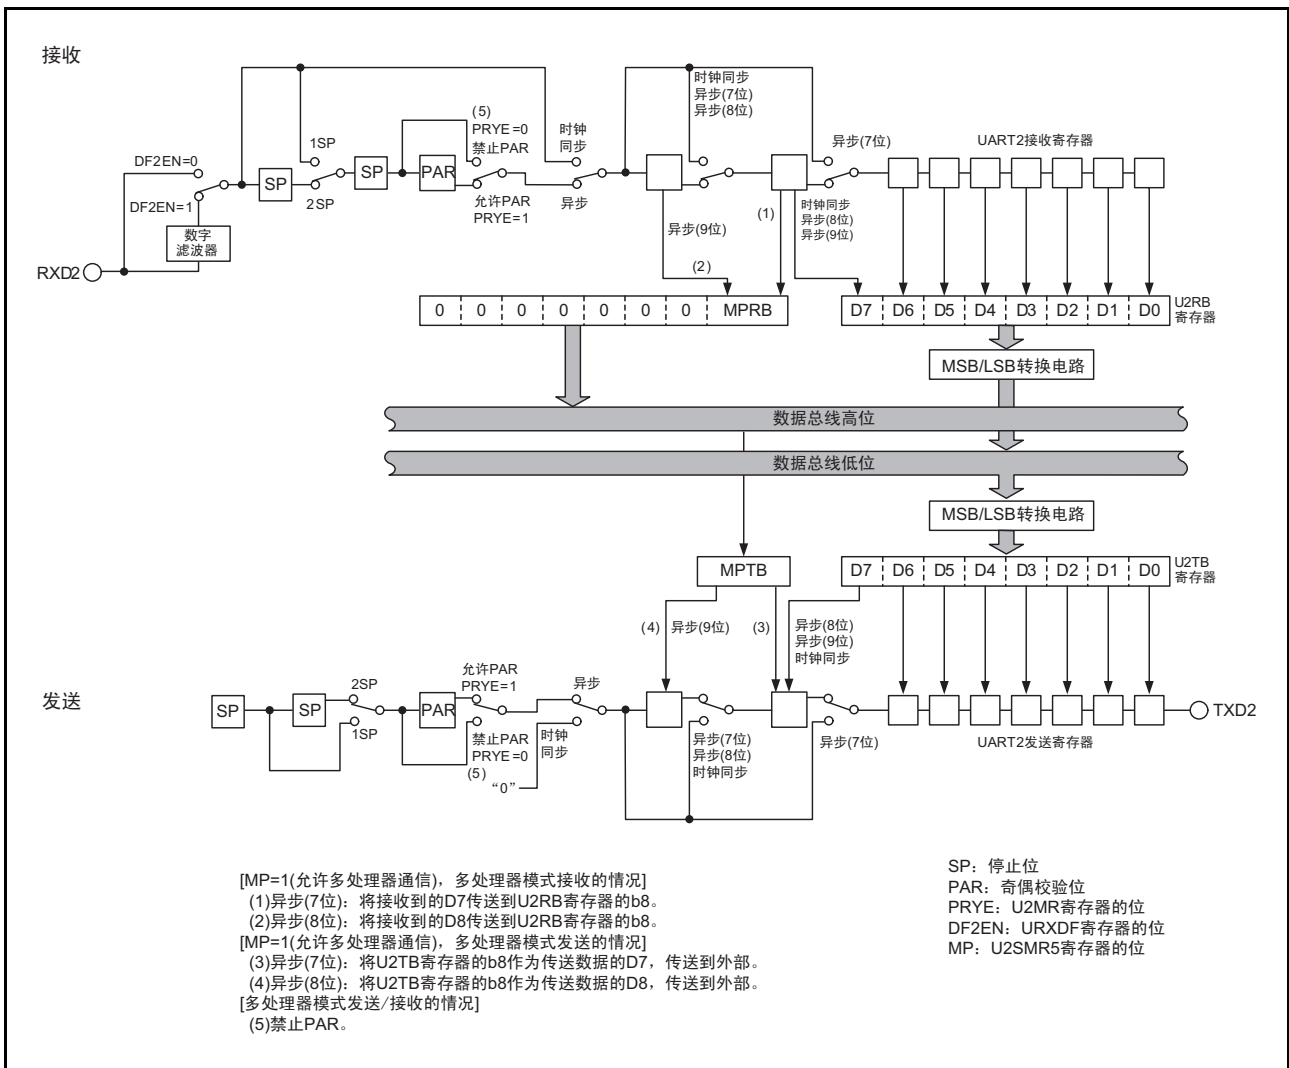 接收
时钟同步
异步(7位)
异步(8位)
(5)
PRYE=0
禁止PAR
时钟
同步
1SP
异步(7位)
UART2接收寄存器
DF2EN=0
SP
SP
PAR
DF2EN=1
2SP
允许PAR
PRYE=1
异步
(1)
时钟同步
异步(8位)
异步(9位)
异步(9位)
数字
滤波器
(2)
RXD2
0 0 0 0 0 0 0 MPRB
D7 D6 D5 D4 D3 D2 D1 D0
U2RB
寄存器
MSB/LSB转换电路
数据总线高位
数据总线低位
MSB/LSB转换电路
MPTB
D7 D6 D5 D4 D3 D2 D1 D0
U2TB
寄存器
(4)
异步(9位)
(3)
异步(8位)
异步(9位)
时钟同步
发送
允许PAR
PRYE=1
异步
2SP
SP
SP
PAR
TXD2
1SP
禁止PAR
PRYE=0
(5)
时钟
同步
“0”
异步(7位)
异步(8位)
时钟同步
异步(7位)
UART2发送寄存器
[MP=1(允许多处理器通信)，多处理器模式接收的情况]
(1)异步(7位)：将接收到的D7传送到U2RB寄存器的b8。
(2)异步(8位)：将接收到的D8传送到U2RB寄存器的b8。
[MP=1(允许多处理器通信)，多处理器模式发送的情况]
(3)异步(7位)：将U2TB寄存器的b8作为传送数据的D7，传送到外部。
(4)异步(8位)：将U2TB寄存器的b8作为传送数据的D8，传送到外部。
[多处理器模式发送/接收的情况]
(5)禁止PAR。
SP：停止位
PAR：奇偶校验位
PRYE：U2MR寄存器的位
DF2EN：URXDF寄存器的位
MP：U2SMR5寄存器的位